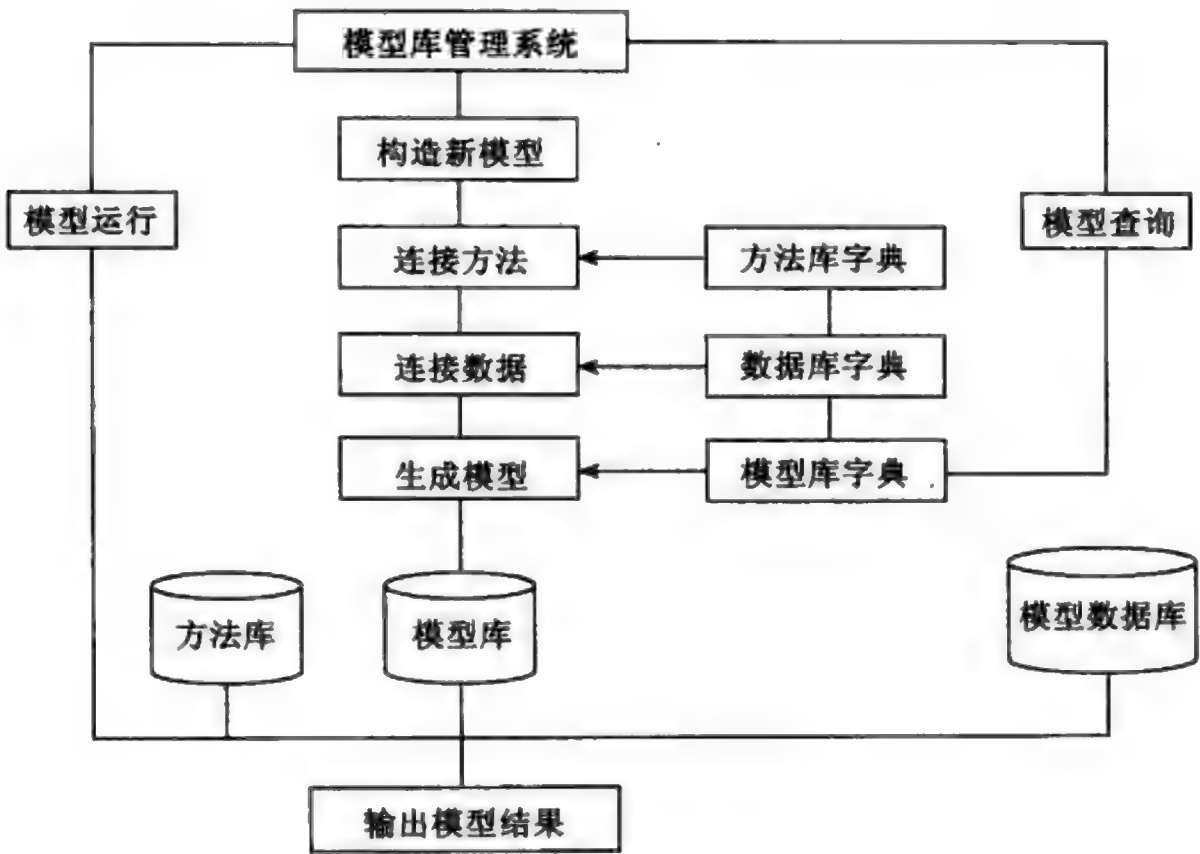 模型库管理系统
构造新模型
模型运行
模型查询
连接方法
方法库字典
连接数据
数据库字典
生成模型
模型库字典
方法库
模型库
模型数据库
输出模型结果